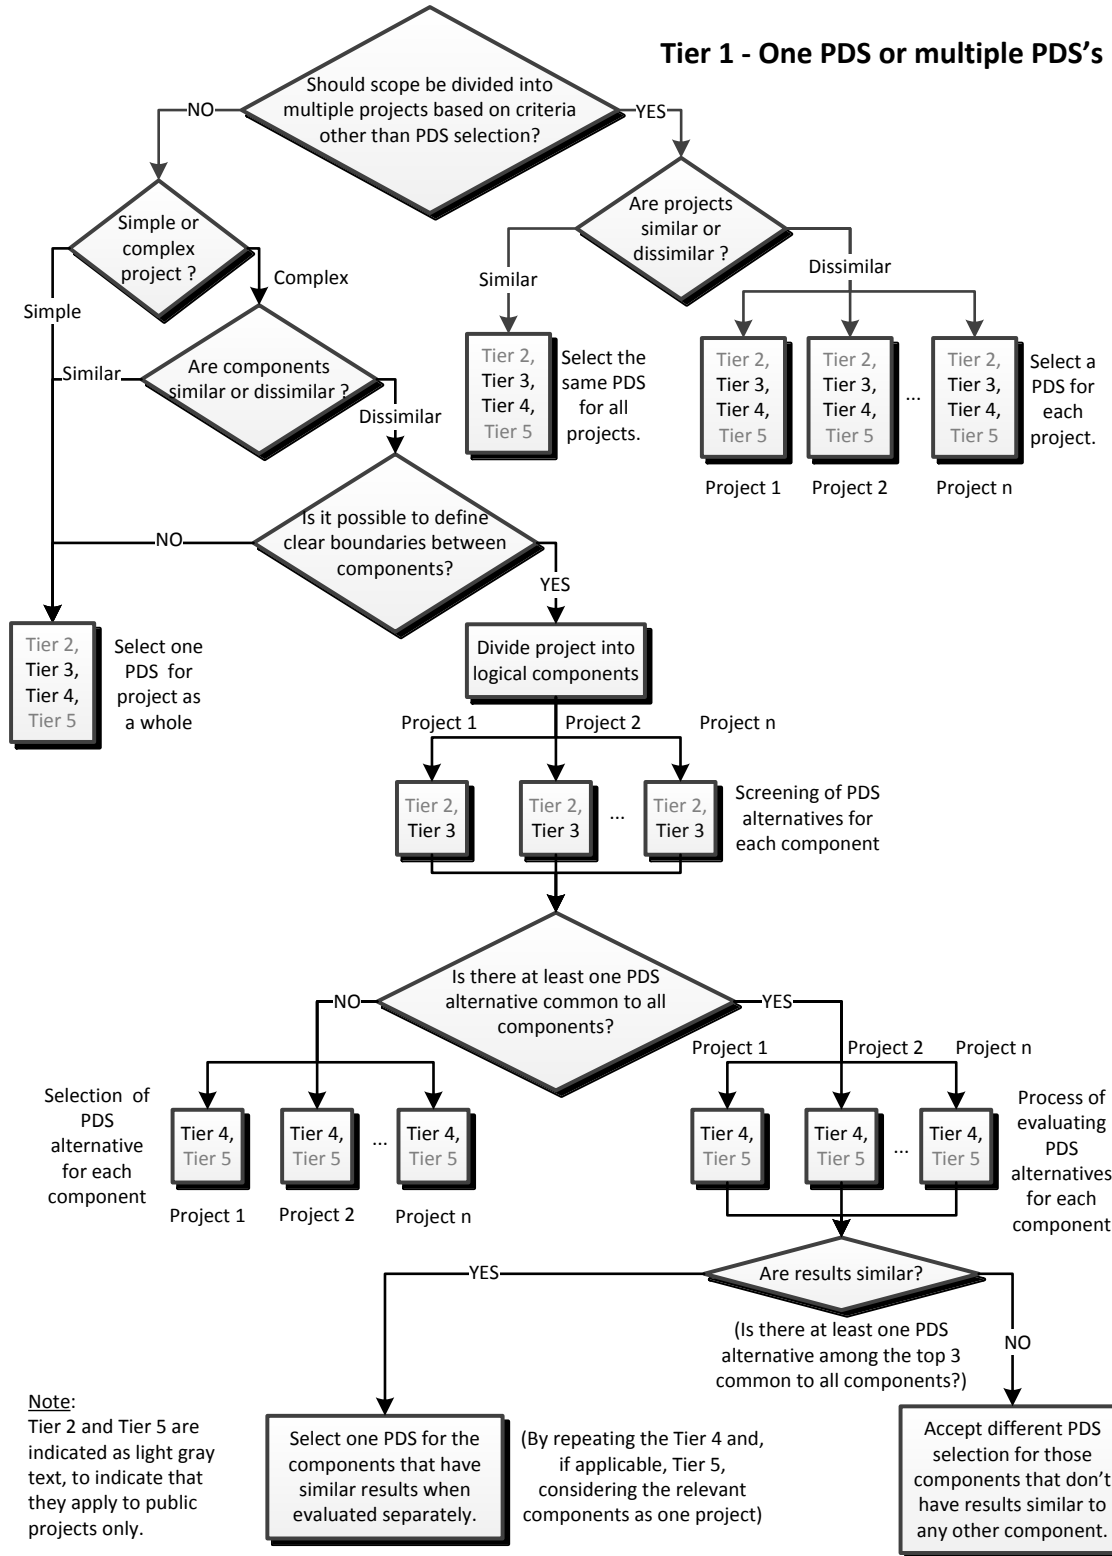 Tier 1 - One PDS or multiple PDS's
Should scope be divided into
multiple projects based on criteria
other than PDS selection?
NO
YES
Simple or
complex
project ?
Are projects
similar or
dissimilar ?
Simple
Complex
Similar
Dissimilar
Are components
similar or dissimilar ?
Similar
Dissimilar
Tier 2,
Tier 3,
Tier 4,
Tier 5
Select the
same PDS
for all
projects.
Tier 2,
Tier 3,
Tier 4,
Tier 5
Project 1
Tier 2,
Tier 3,
Tier 4,
Tier 5
Project 2
...
Tier 2,
Tier 3,
Tier 4,
Tier 5
Project n
Select a
PDS for
each
project.
Is it possible to define
clear boundaries between
components?
NO
YES
Tier 2,
Tier 3,
Tier 4,
Tier 5
Select one
PDS for
project as
a whole
Divide project into
logical components
Project 1
Project 2
Project n
Tier 2,
Tier 3
Tier 2,
Tier 3
...
Tier 2,
Tier 3
Screening of PDS
alternatives for
each component
Is there at least one PDS
alternative common to all
components?
NO
YES
Selection of
PDS
alternative
for each
component
Tier 4,
Tier 5
Project 1
Tier 4,
Tier 5
Project 2
...
Tier 4,
Tier 5
Project n
Project 1
Project 2
Project n
Tier 4,
Tier 5
Tier 4,
Tier 5
...
Tier 4,
Tier 5
Process of
evaluating
PDS
alternatives
for each
component
Are results similar?
YES
NO
(Is there at least one PDS
alternative among the top 3
common to all components?)
Note:
Tier 2 and Tier 5 are
indicated as light gray
text, to indicate that
they apply to public
projects only.
Select one PDS for the
components that have
similar results when
evaluated separately.
(By repeating the Tier 4 and,
if applicable, Tier 5,
considering the relevant
components as one project)
Accept different PDS
selection for those
components that don't
have results similar to
any other component.